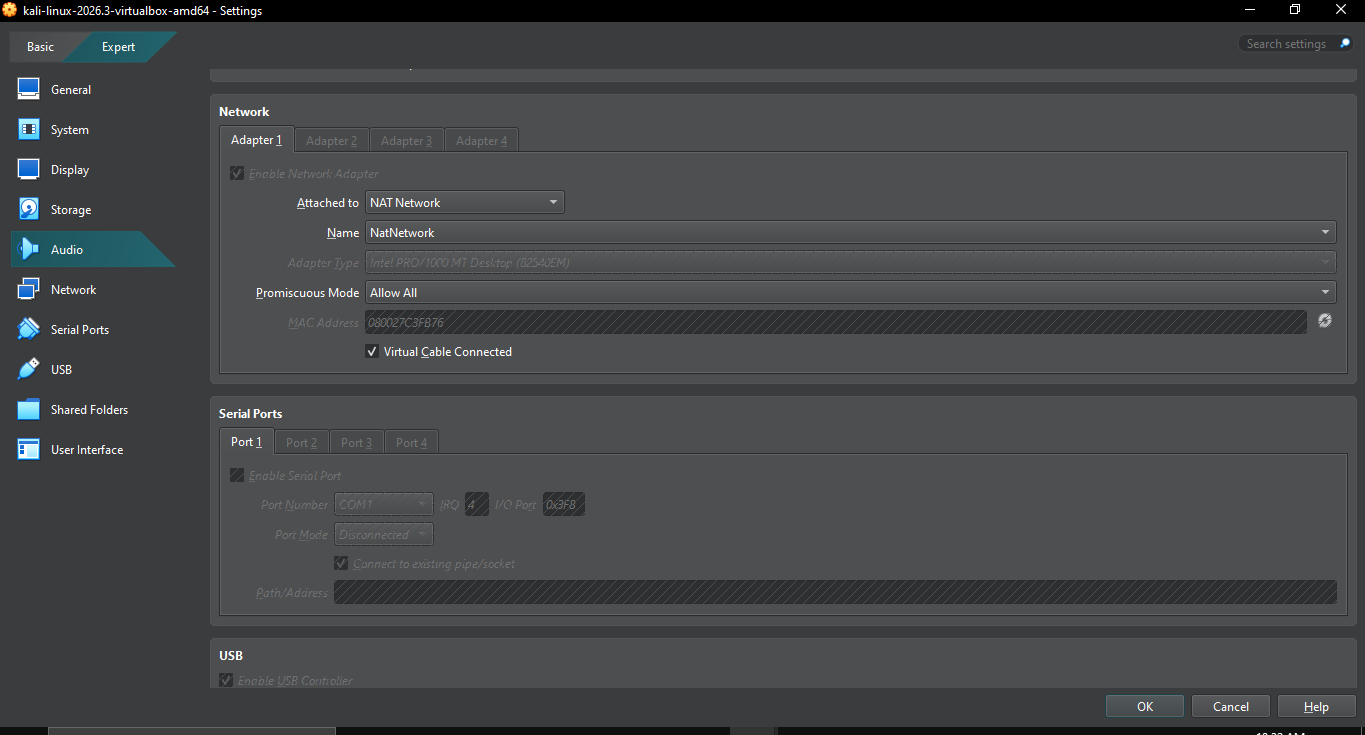 kali-linux-2026.3-virtualbox-amd64 - Settings
Basic Expert
Search settings
General
System
Display
Storage
Audio
Network
Serial Ports
USB
Shared Folders
User Interface
Network
Adapter 1 Adapter 2 Adapter 3 Adapter 4
Enable Network Adapter
Attached to NAT Network
Name NatNetwork
Adapter Type Intel PRO/1000 MT Desktop (82540EM)
Promiscuous Mode Allow All
MAC Address 080027C3FB76
Virtual Cable Connected
Serial Ports
Port 1 Port 2 Port 3 Port 4
Enable Serial Port
Port Number COM1 IRQ 4 I/O Port 0x3F8
Port Mode Disconnected
Connect to existing pipe/socket
Path/Address
USB
Enable USB Controller
OK Cancel Help